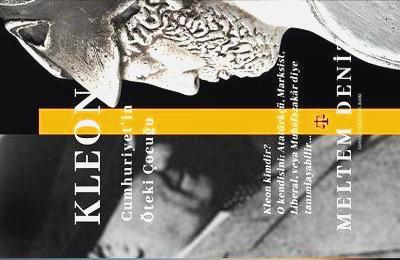 KLEON
Cumhuriyet'in
Öteki Çocuğu
Kleon kimdir?
O kendisini; Atatürkçü, Marksist,
Liberal, veya Muhafazakâr diye
tanımlayabilir...
MELTEM DENİZ